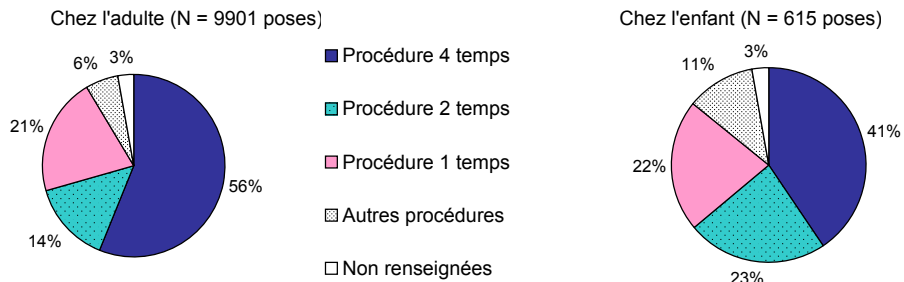 Chez l'adulte (N = 9901 poses)
3%
6%
21%
56%
14%
Procédure 4 temps
Procédure 2 temps
Procédure 1 temps
Autres procédures
Non renseignées
Chez l'enfant (N = 615 poses)
3%
11%
41%
22%
23%